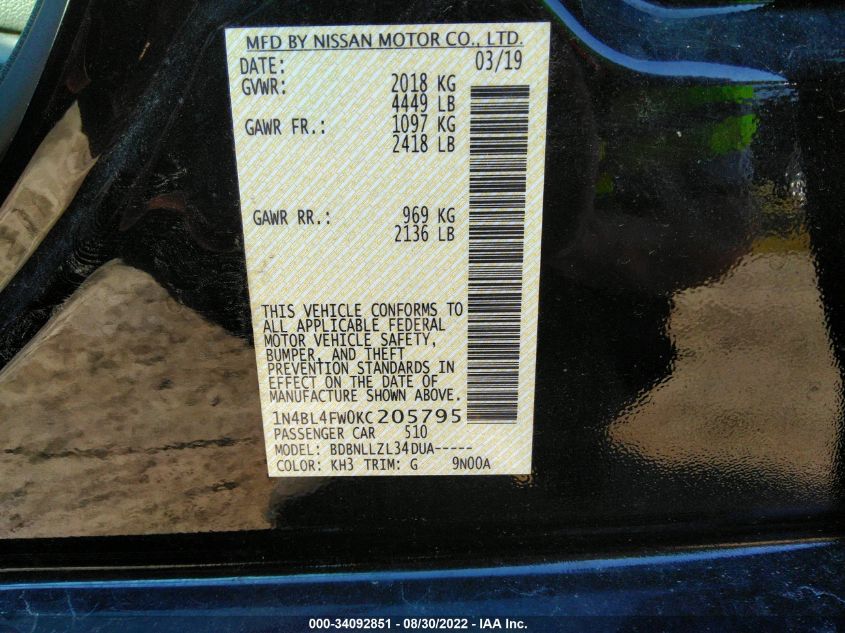 MFD BY NISSAN MOTOR CO., LTD.
DATE: 03/19
GVWR: 2018 KG
4449 LB
GAWR FR.: 1097 KG
2418 LB
GAWR RR.: 969 KG
2136 LB
THIS VEHICLE CONFORMS TO
ALL APPLICABLE FEDERAL
MOTOR VEHICLE SAFETY,
BUMPER, AND THEFT
PREVENTION STANDARDS IN
EFFECT ON THE DATE OF
MANUFACTURE SHOWN ABOVE.
1N4BL4FW0KC205795
PASSENGER CAR 510
MODEL: BDBNLLZL34DUA-----
COLOR: KH3 TRIM: G 9N00A
000-34092851 - 08/30/2022 - IAA Inc.